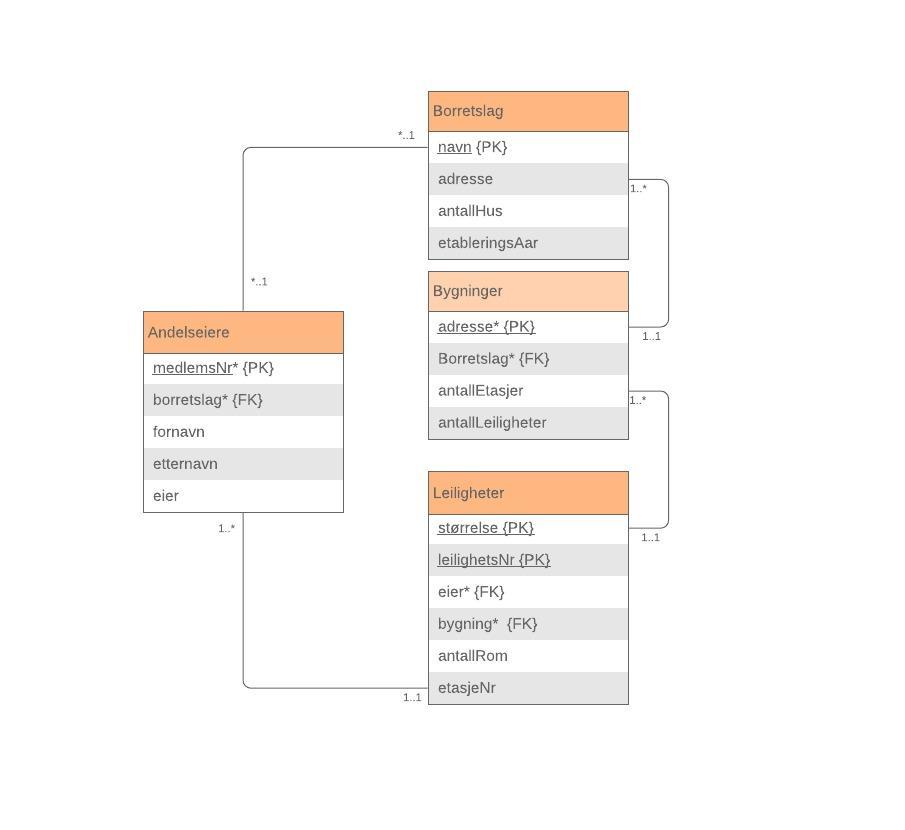 Borretslag
*..1
navn {PK}
adresse
1..*
antallHus
etableringsAar
*..1
Bygninger
adresse* {PK}
1..1
Borretslag* {FK}
antallEtasjer
1..*
antallLeiligheter
Andelseiere
medlemsNr* {PK}
borretslag* {FK}
fornavn
etternavn
eier
1..*
Leiligheter
størrelse {PK}
1..1
leilighetsNr {PK}
eier* {FK}
bygning* {FK}
antallRom
etasjeNr
1..1